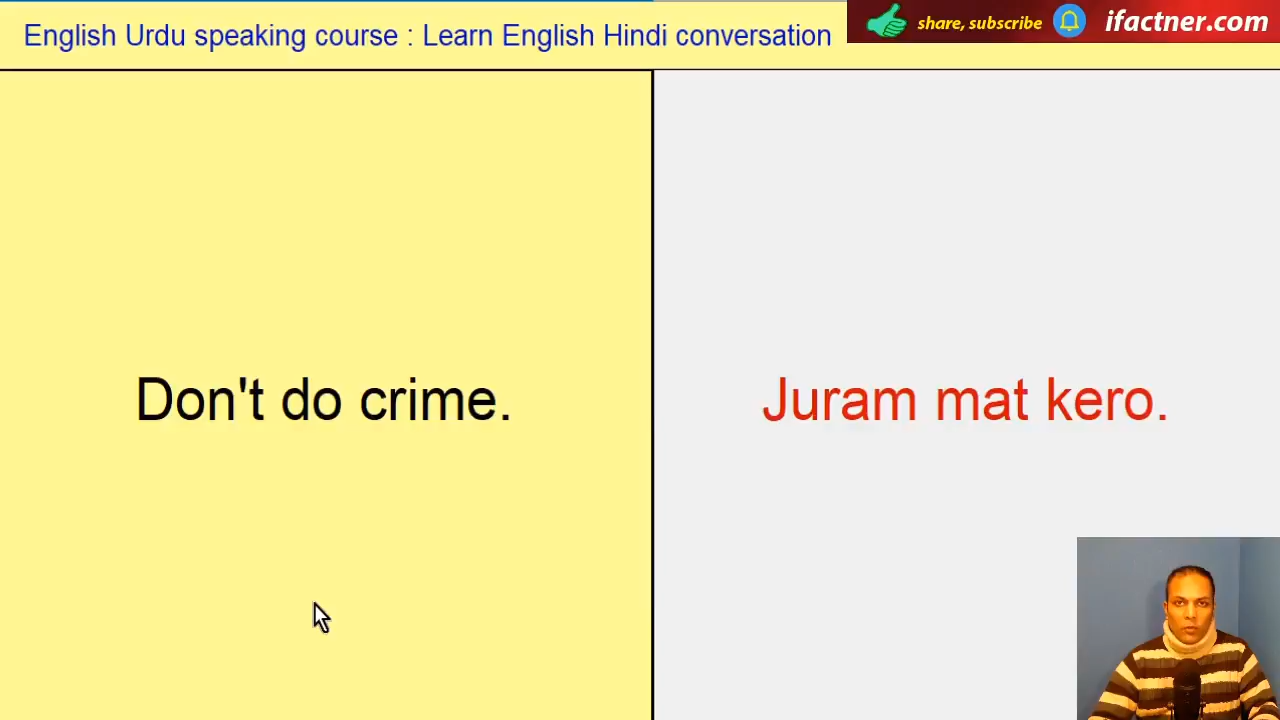 English Urdu speaking course : Learn English Hindi conversation
share, subscribe
ifactner.com
Don't do crime.
Juram mat kero.